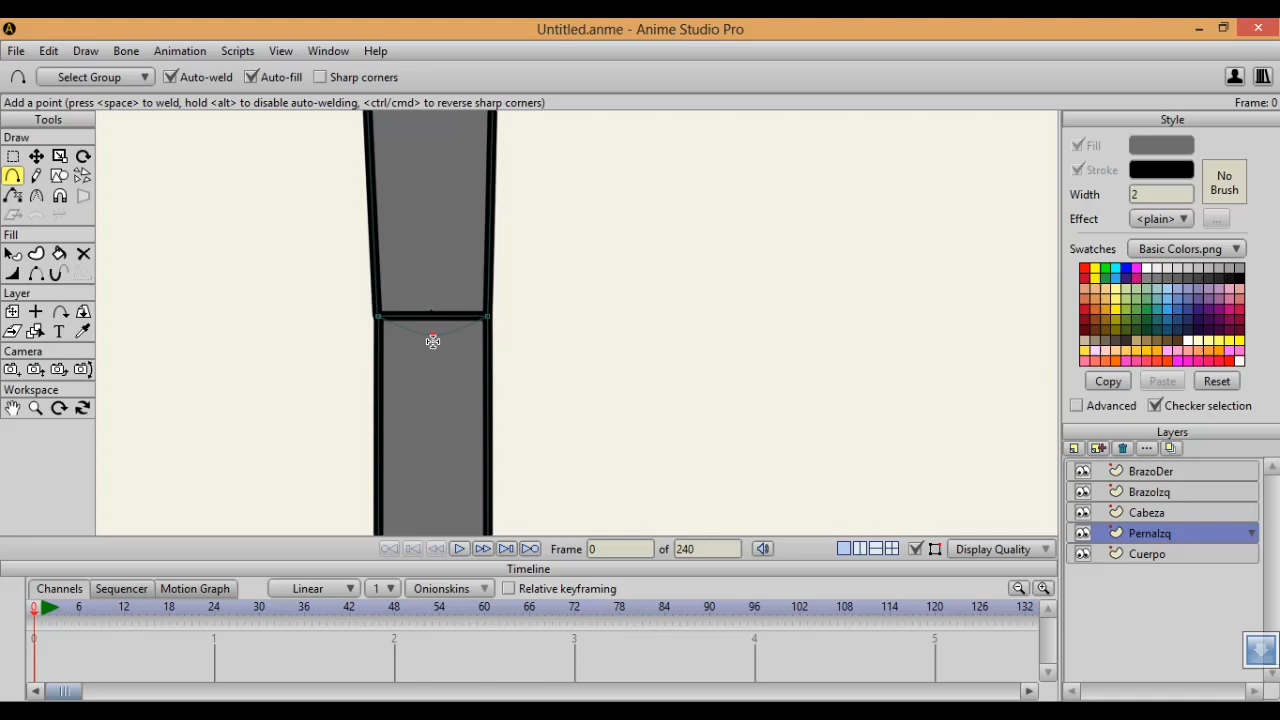 Untitled.anme - Anime Studio Pro
File Edit Draw Bone Animation Scripts View Window Help
Select Group Auto-weld Auto-fill Sharp corners
Add a point (press <space> to weld, hold <alt> to disable auto-welding, <ctrl/cmd> to reverse sharp corners) Frame: 0
Tools
Draw
Fill
Layer
Camera
Workspace
Style
Fill
Stroke
No Brush
Width 2
Effect <plain> ...
Swatches Basic Colors.png
Copy Paste Reset
Advanced Checker selection
Layers
BrazoDer
BrazoIzq
Cabeza
PernaIzq
Cuerpo
Frame 0 of 240 Display Quality
Timeline
Channels Sequencer Motion Graph Linear 1 Onionskins Relative keyframing
0 6 12 18 24 30 36 42 48 54 60 66 72 78 84 90 96 102 108 114 120 126 132
0 1 2 3 4 5